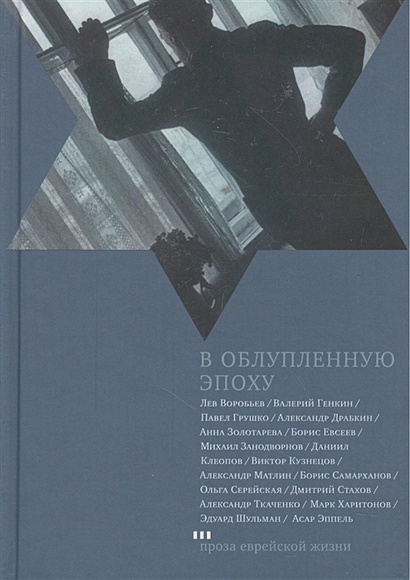 В ОБЛУПЛЕННУЮ
ЭПОХУ
Лев Воробьев / Валерий Генкин /
Павел Грушко / Александр Драбкин /
Анна Золотарева / Борис Евсеев /
Михаил Занодворнов / Даниил
Клеопов / Виктор Кузнецов /
Александр Матлин / Борис Самарханов /
Ольга Серейская / Дмитрий Стахов /
Александр Ткаченко / Марк Харитонов /
Эдуард Шульман / Асар Эппель
проза еврейской жизни